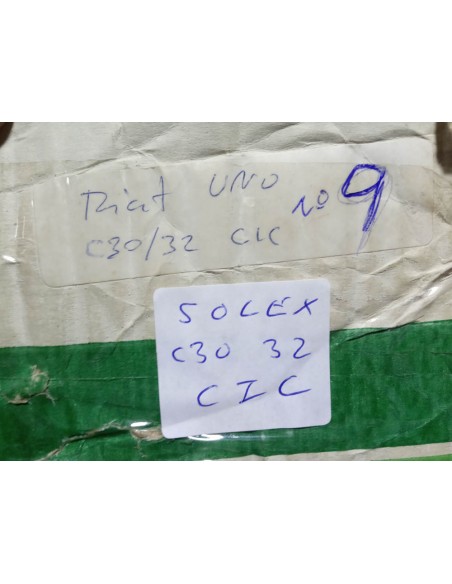 Fiat UNO
C30/32 CIC
No 9
SOLEX
C30 32
CIC